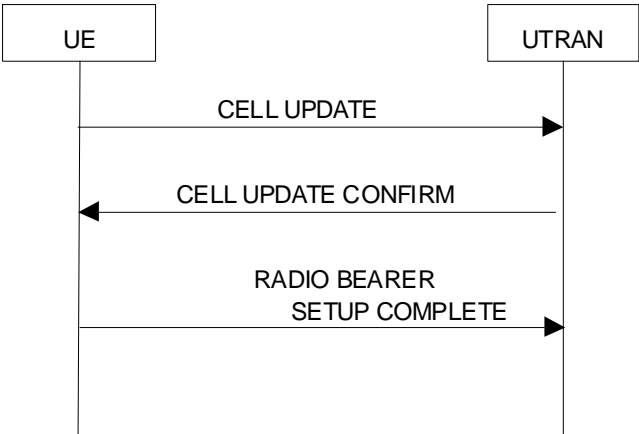 UE
UTRAN
CELL UPDATE
CELL UPDATE CONFIRM
RADIO BEARER
SETUP COMPLETE